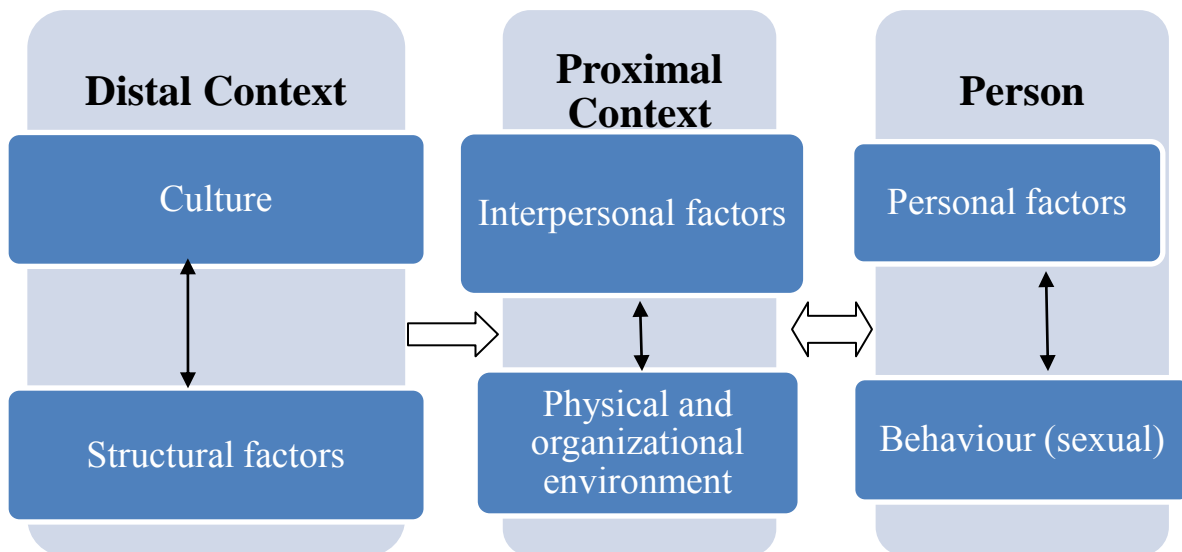 Distal Context
Culture
Structural factors
Proximal
Context
Interpersonal factors
Physical and
organizational
environment
Person
Personal factors
Behaviour (sexual)